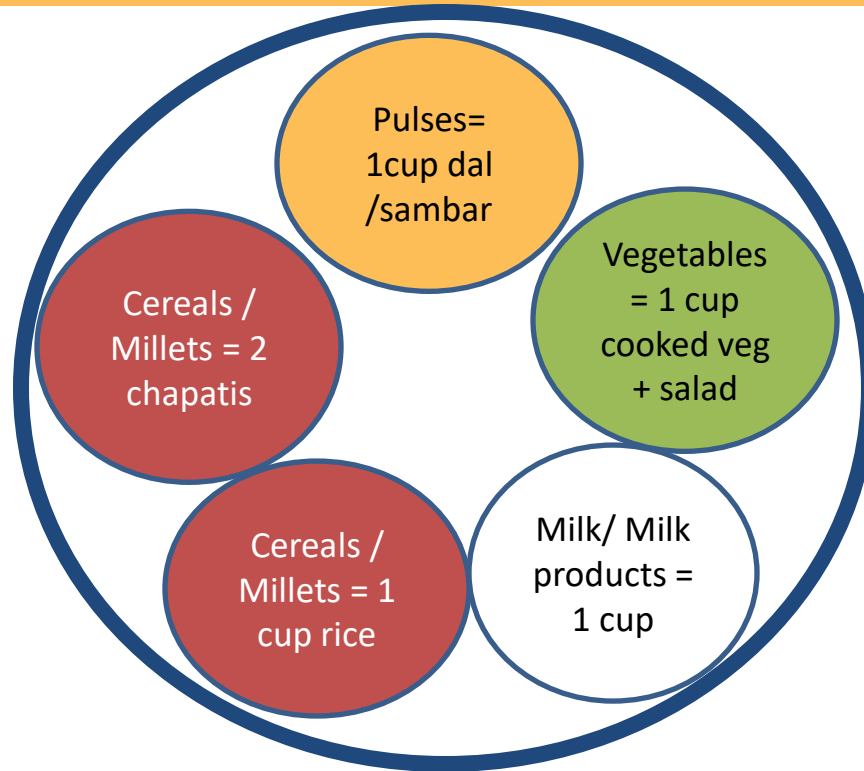 Pulses=
1cup dal
/sambar
Vegetables
= 1 cup
cooked veg
+ salad
Cereals /
Millets = 2
chapatis
Cereals /
Millets = 1
cup rice
Milk/ Milk
products =
1 cup